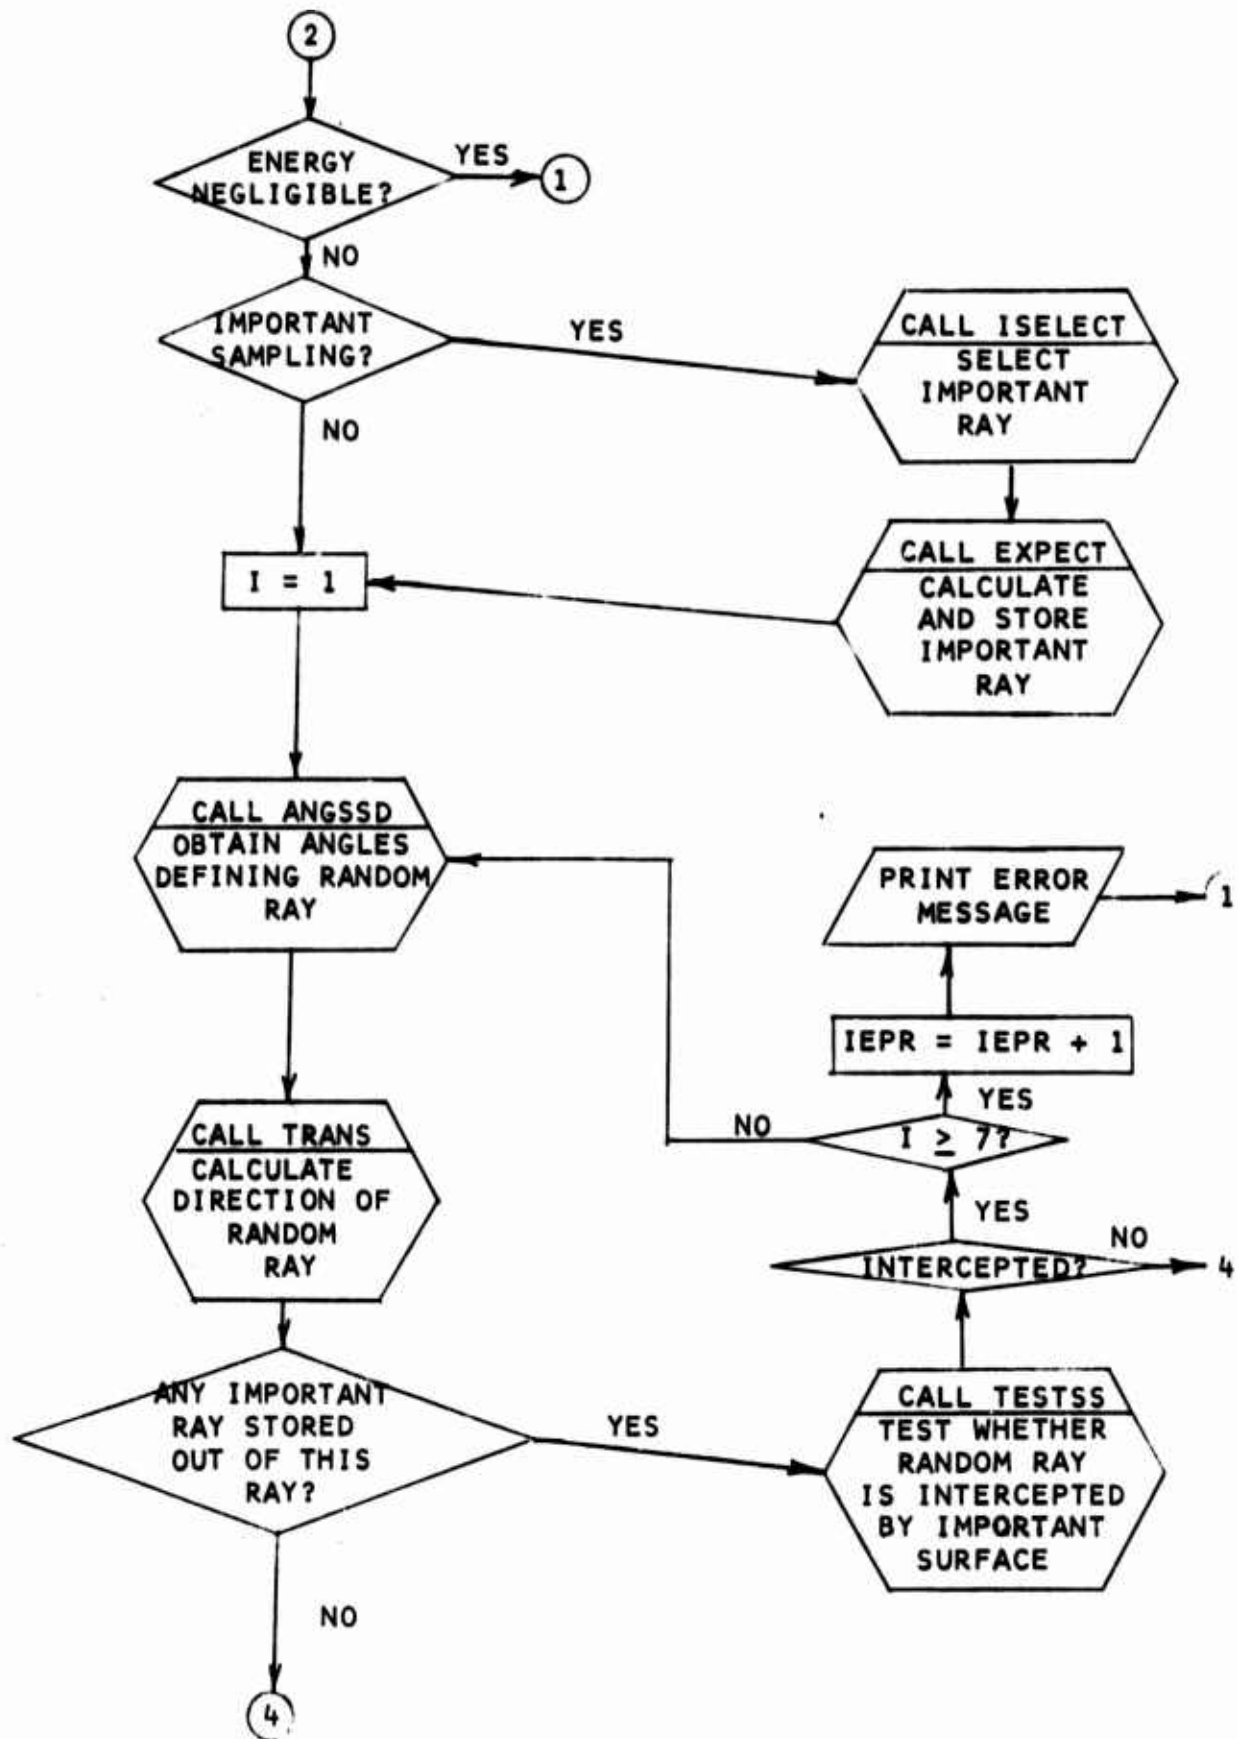 2
ENERGY
NEGLIGIBLE?
YES
1
NO
IMPORTANT
SAMPLING?
YES
NO
CALL ISELECT
SELECT
IMPORTANT
RAY
CALL EXPECT
CALCULATE
AND STORE
IMPORTANT
RAY
I = 1
CALL ANGSSD
OBTAIN ANGLES
DEFINING RANDOM
RAY
PRINT ERROR
MESSAGE
1
IEPR = IEPR + 1
YES
I ≥ 7?
NO
CALL TRANS
CALCULATE
DIRECTION OF
RANDOM
RAY
YES
INTERCEPTED?
NO
4
ANY IMPORTANT
RAY STORED
OUT OF THIS
RAY?
YES
CALL TESTSS
TEST WHETHER
RANDOM RAY
IS INTERCEPTED
BY IMPORTANT
SURFACE
NO
4